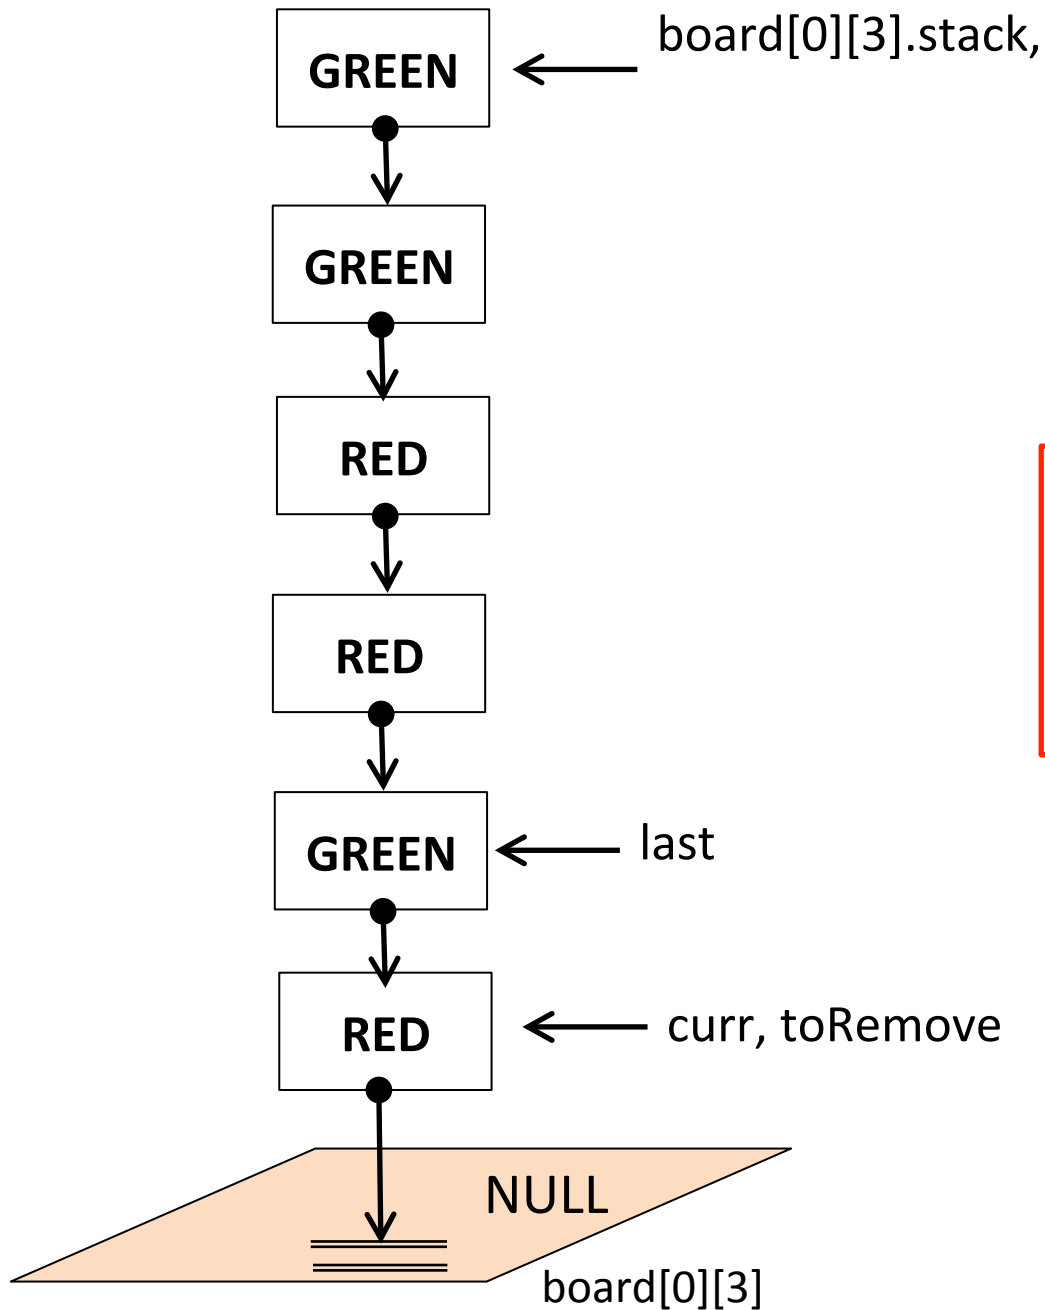 board[0][3].stack,
GREEN
GREEN
RED
RED
GREEN
last
RED
curr, toRemove
NULL
board[0][3]